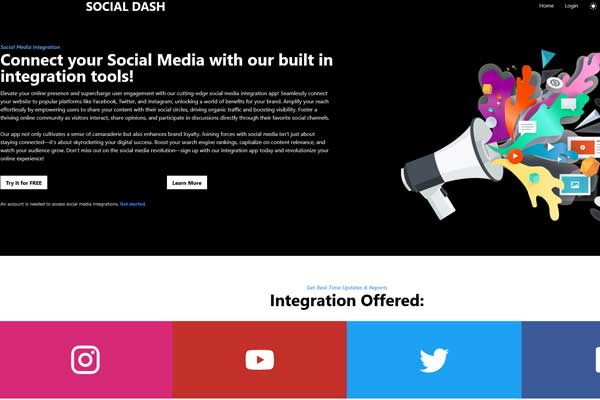 SOCIAL DASH
Home
Login
Social Media Integration
Connect your Social Media with our built in
integration tools!
Elevate your online presence and supercharge user engagement with our cutting-edge social media integration app! Seamlessly connect
your website to popular platforms like Facebook, Twitter, and Instagram, unlocking a world of benefits for your brand. Amplify your reach
effortlessly by empowering users to share your content with their social circles, driving organic traffic and boosting visibility. Foster a
thriving online community as visitors interact, share opinions, and participate in discussions directly through their favorite social channels.
Our app not only cultivates a sense of camaraderie but also enhances brand loyalty. Joining forces with social media isn't just about
staying connected—it's about skyrocketing your digital success. Boost your search engine rankings, capitalize on content relevance, and
watch your audience grow. Don't miss out on the social media revolution—sign up with our integration app today and revolutionize your
online experience!
Try it for FREE
Learn More
An account is needed to access social media integrations. Get started.
Get Real Time Updates & Reports
Integration Offered: